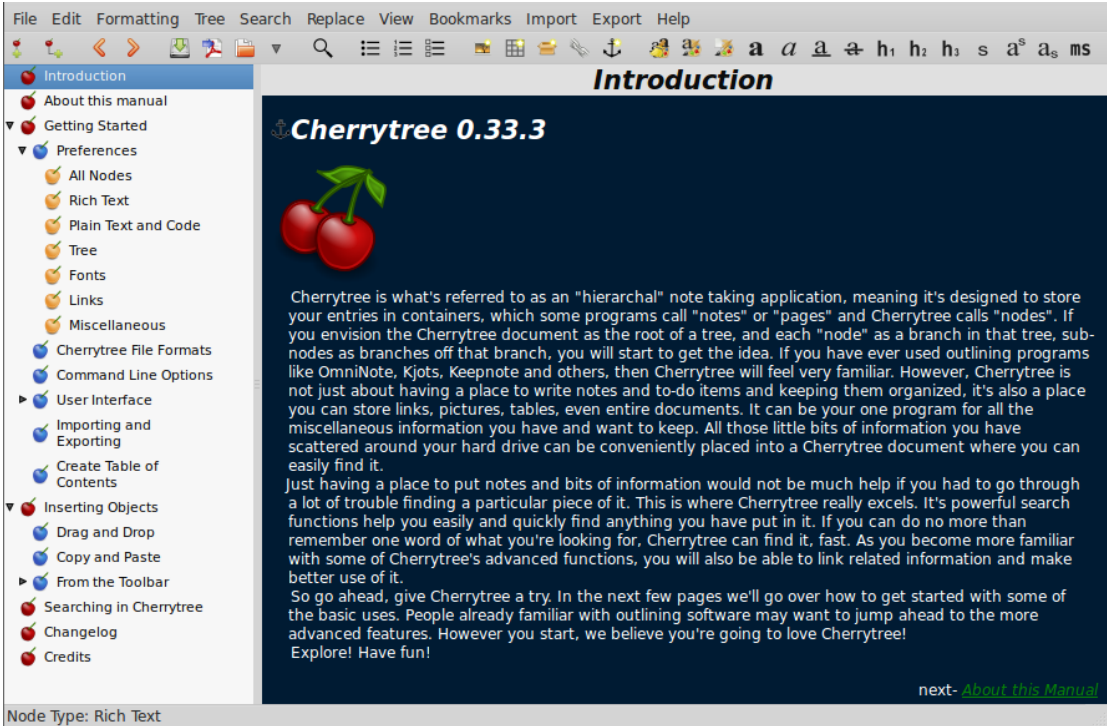 File Edit Formatting Tree Search Replace View Bookmarks Import Export Help
a a a a h1 h2 h3 s as as ms
Introduction
About this manual
Getting Started
Preferences
All Nodes
Rich Text
Plain Text and Code
Tree
Fonts
Links
Miscellaneous
Cherrytree File Formats
Command Line Options
User Interface
Importing and
Exporting
Create Table of
Contents
Inserting Objects
Drag and Drop
Copy and Paste
From the Toolbar
Searching in Cherrytree
Changelog
Credits
Introduction
Cherrytree 0.33.3
Cherrytree is what's referred to as an "hierarchal" note taking application, meaning it's designed to store
your entries in containers, which some programs call "notes" or "pages" and Cherrytree calls "nodes". If
you envision the Cherrytree document as the root of a tree, and each "node" as a branch in that tree, sub-
nodes as branches off that branch, you will start to get the idea. If you have ever used outlining programs
like OmniNote, Kjots, Keepnote and others, then Cherrytree will feel very familiar. However, Cherrytree is
not just about having a place to write notes and to-do items and keeping them organized, it's also a place
you can store links, pictures, tables, even entire documents. It can be your one program for all the
miscellaneous information you have and want to keep. All those little bits of information you have
scattered around your hard drive can be conveniently placed into a Cherrytree document where you can
easily find it.
Just having a place to put notes and bits of information would not be much help if you had to go through
a lot of trouble finding a particular piece of it. This is where Cherrytree really excels. It's powerful search
functions help you easily and quickly find anything you have put in it. If you can do no more than
remember one word of what you're looking for, Cherrytree can find it, fast. As you become more familiar
with some of Cherrytree's advanced functions, you will also be able to link related information and make
better use of it.
So go ahead, give Cherrytree a try. In the next few pages we'll go over how to get started with some of
the basic uses. People already familiar with outlining software may want to jump ahead to the more
advanced features. However you start, we believe you're going to love Cherrytree!
Explore! Have fun!
next- About this Manual
Node Type: Rich Text